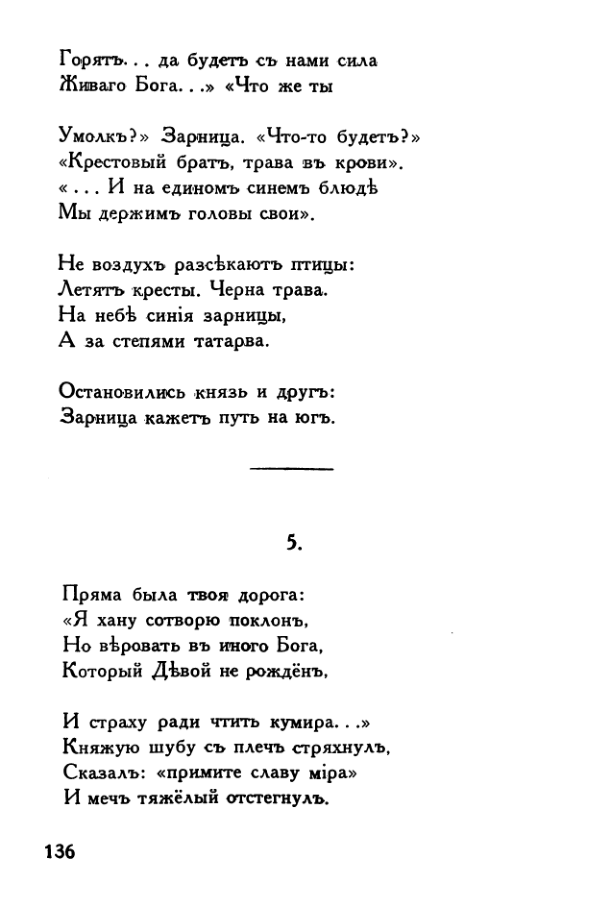 Горятъ. . . да будетъ съ нами сила
Живаго Бога. . .» «Что же ты
Умолкъ?» Зарница. «Что-то будетъ?»
«Крестовый братъ, трава въ крови».
« . . . И на единомъ синемъ блюдѣ
Мы держимъ головы свои».
Не воздухъ разсѣкаютъ птицы:
Летятъ кресты. Черна трава.
На небѣ синія зарницы,
А за степями татарва.
Остановились князь и другъ:
Зарница кажетъ путь на югъ.
5.
Пряма была твоя дорога:
«Я хану сотворю поклонъ,
Но вѣровать въ иного Бога,
Который Дѣвой не рождёнъ,
И страху ради чтить кумира. . .»
Княжую шубу съ плечъ стряхнулъ,
Сказалъ: «примите славу міра»
И мечъ тяжёлый отстегнулъ.
136